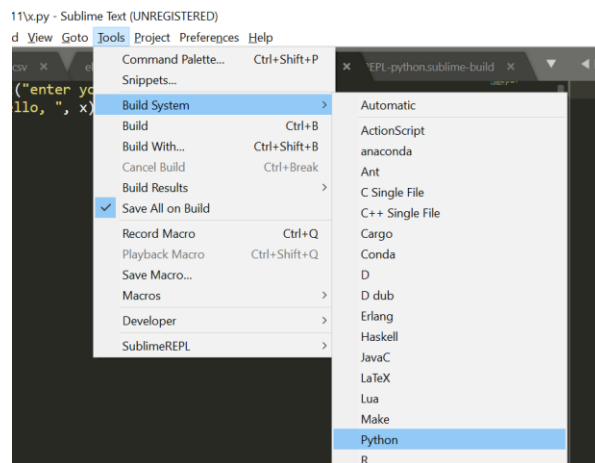 11\x.py - Sublime Text (UNREGISTERED)
d View Goto Tools Project Preferences Help
csv × el × EPL-python.sublime-build ×
("enter yo
llo, ", x)
Command Palette... Ctrl+Shift+P
Snippets...
Build System
Build Ctrl+B
Build With... Ctrl+Shift+B
Cancel Build Ctrl+Break
Build Results
Save All on Build
Record Macro Ctrl+Q
Playback Macro Ctrl+Shift+Q
Save Macro...
Macros
Developer
SublimeREPL
Automatic
ActionScript
anaconda
Ant
C Single File
C++ Single File
Cargo
Conda
D
D dub
Erlang
Haskell
JavaC
LaTeX
Lua
Make
Python
R